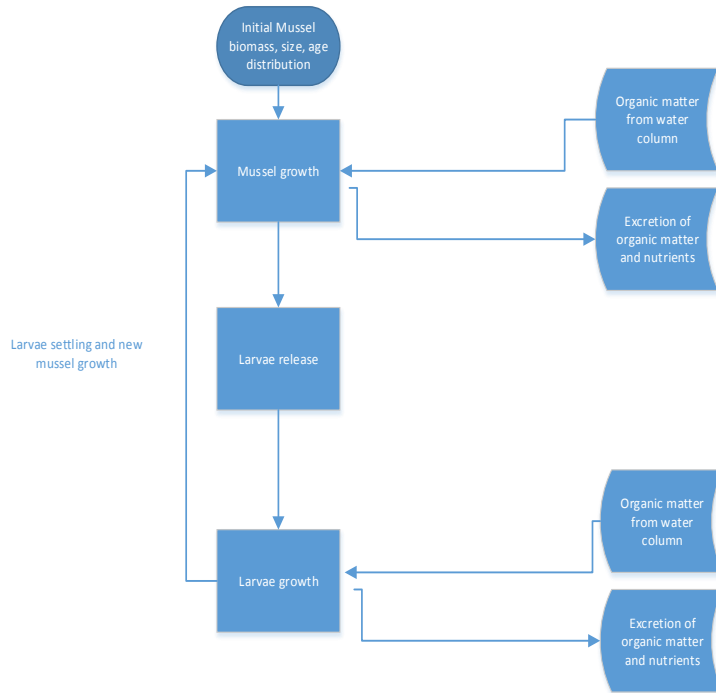 Initial Mussel
biomass, size, age
distribution
Organic matter
from water
column
Mussel growth
Excretion of
organic matter
and nutrients
Larvae settling and new
mussel growth
Larvae release
Organic matter
from water
column
Larvae growth
Excretion of
organic matter
and nutrients